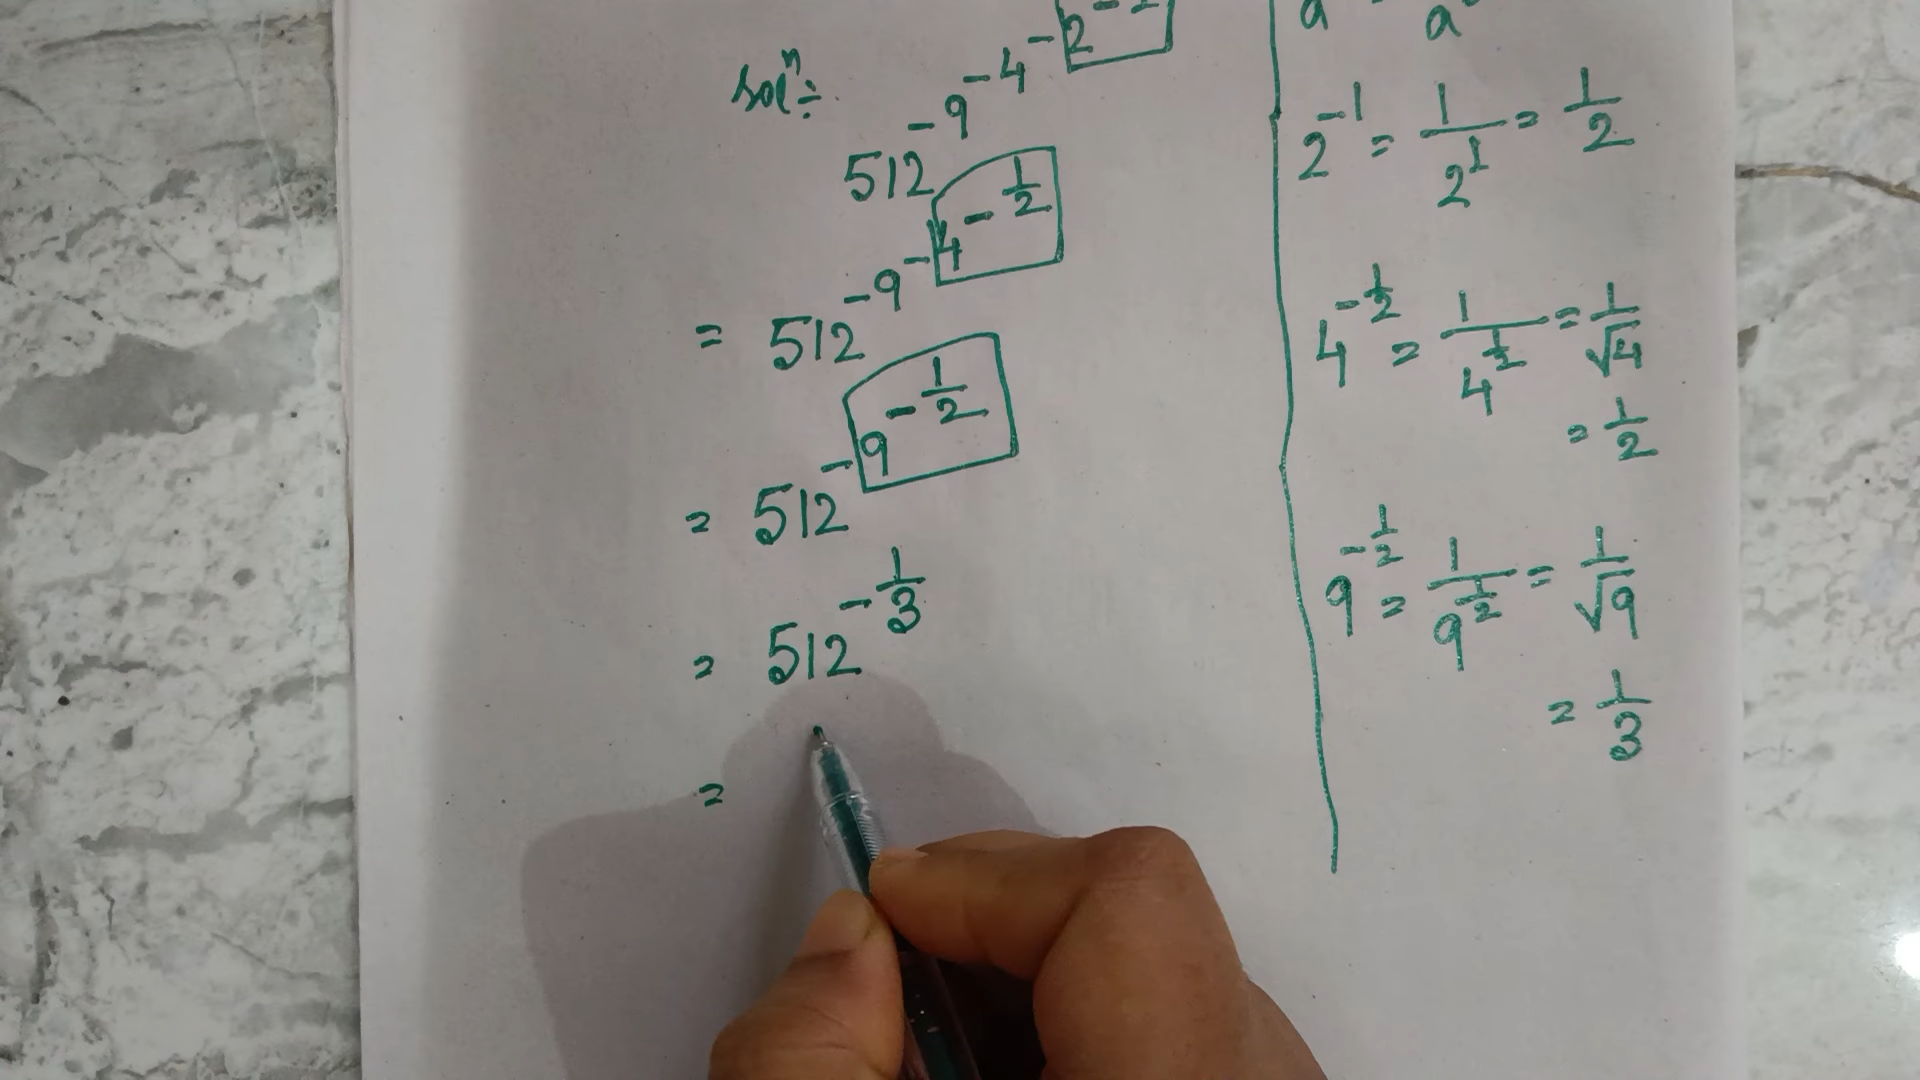 a = a
solⁿ÷ 512^-9^-4^-2^-1
= 512^-9^-4^-1/2
= 512^-9^-1/2
= 512^-1/3
=
2^-1 = 1/2^1 = 1/2
4^-1/2 = 1/4^1/2 = 1/√4
= 1/2
9^-1/2 = 1/9^1/2 = 1/√9
= 1/3